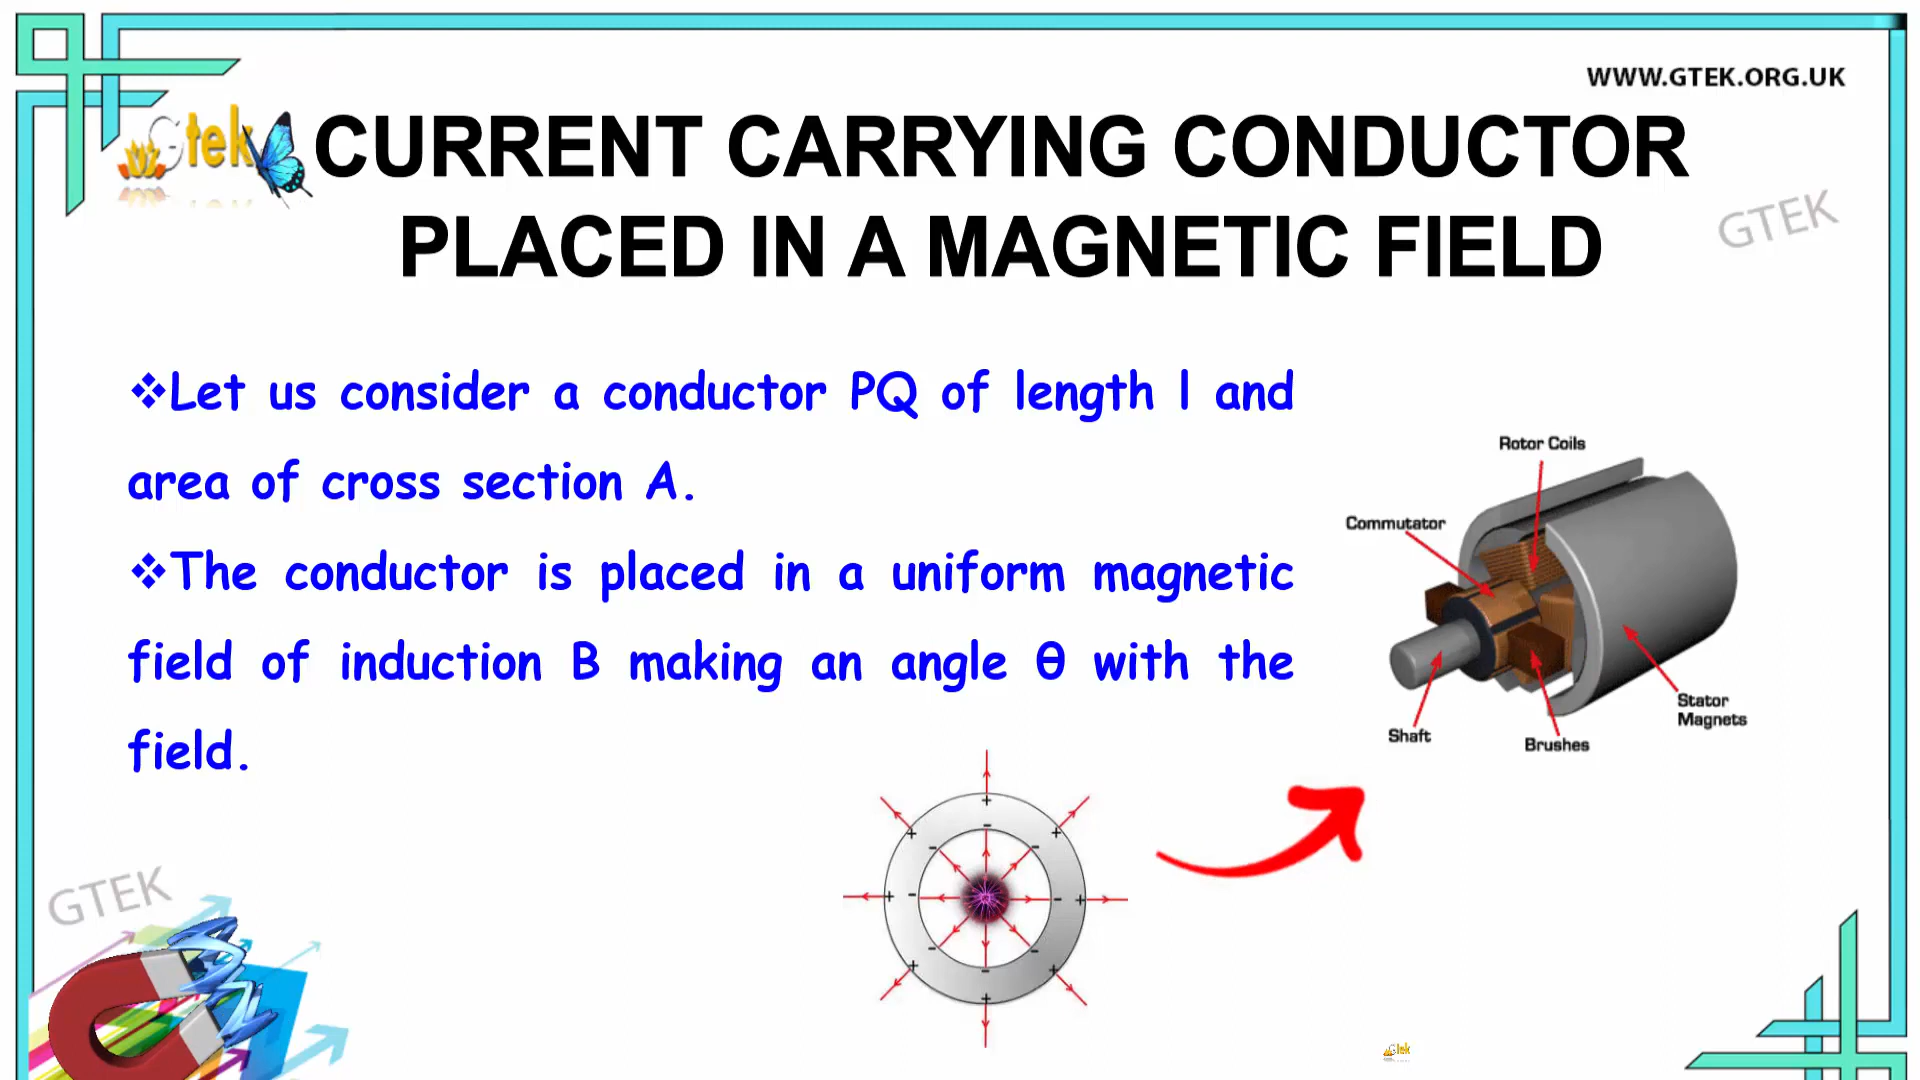 WWW.GTEK.ORG.UK
Gtek
CURRENT CARRYING CONDUCTOR
PLACED IN A MAGNETIC FIELD
GTEK
❖Let us consider a conductor PQ of length l and
area of cross section A.
❖The conductor is placed in a uniform magnetic
field of induction B making an angle θ with the
field.
Rotor Coils
Commutator
Shaft
Brushes
Stator
Magnets
GTEK
Gtek